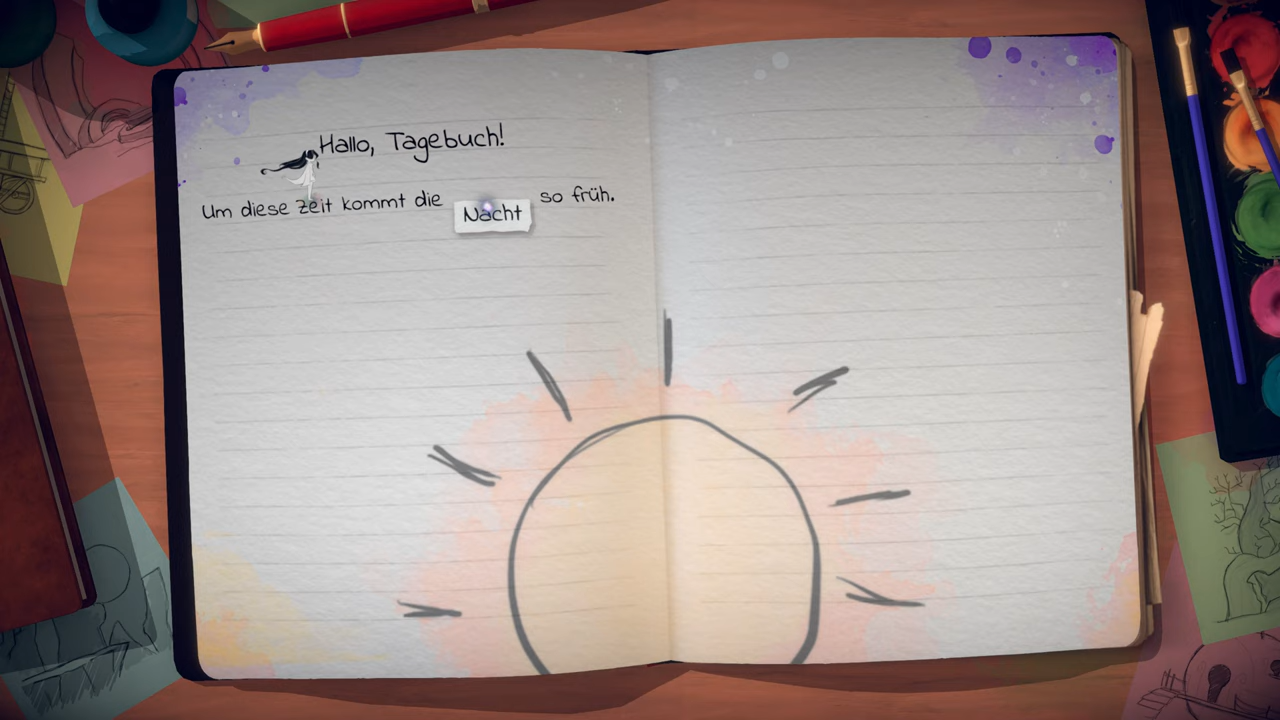 Hallo, Tagebuch!
Um diese Zeit kommt die Nacht so früh.